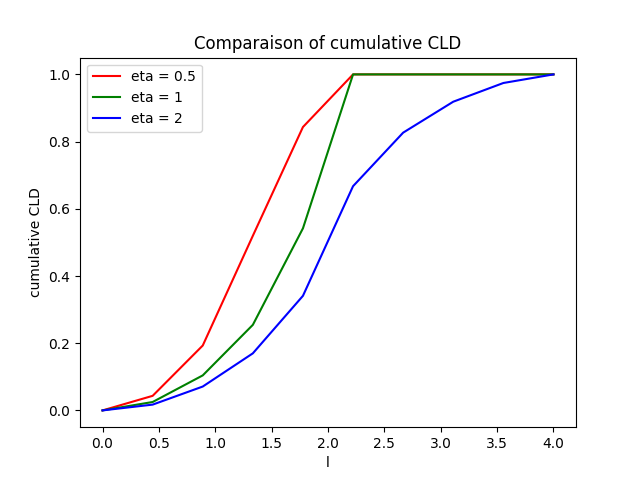 Comparaison of cumulative CLD
eta = 0.5
eta = 1
eta = 2
cumulative CLD
1.0
0.8
0.6
0.4
0.2
0.0
0.0 0.5 1.0 1.5 2.0 2.5 3.0 3.5 4.0
l